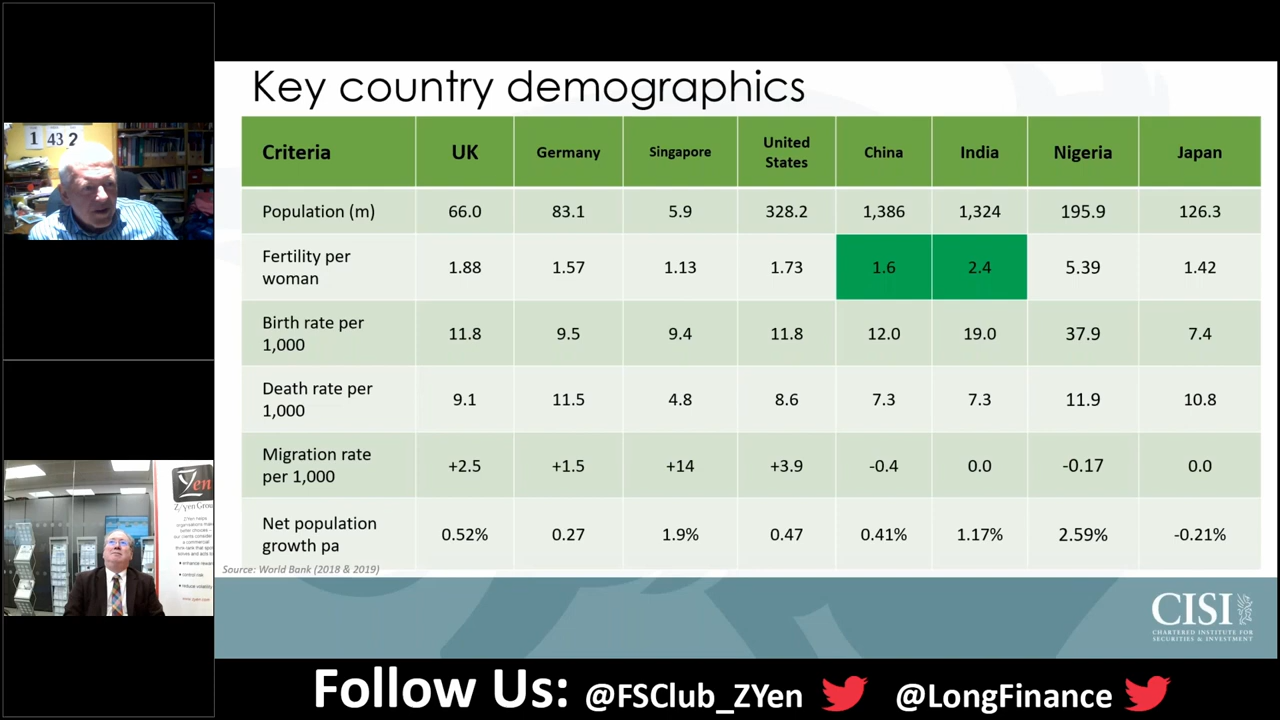 Key country demographics
Criteria UK Germany Singapore United States China India Nigeria Japan
Population (m) 66.0 83.1 5.9 328.2 1,386 1,324 195.9 126.3
Fertility per woman 1.88 1.57 1.13 1.73 1.6 2.4 5.39 1.42
Birth rate per 1,000 11.8 9.5 9.4 11.8 12.0 19.0 37.9 7.4
Death rate per 1,000 9.1 11.5 4.8 8.6 7.3 7.3 11.9 10.8
Migration rate per 1,000 +2.5 +1.5 +14 +3.9 -0.4 0.0 -0.17 0.0
Net population growth pa 0.52% 0.27 1.9% 0.47 0.41% 1.17% 2.59% -0.21%
Source: World Bank (2018 & 2019)
CISI
CHARTERED INSTITUTE FOR
SECURITIES & INVESTMENT
Follow Us: @FSClub_ZYen @LongFinance
1 43 2
Z/yen Grou